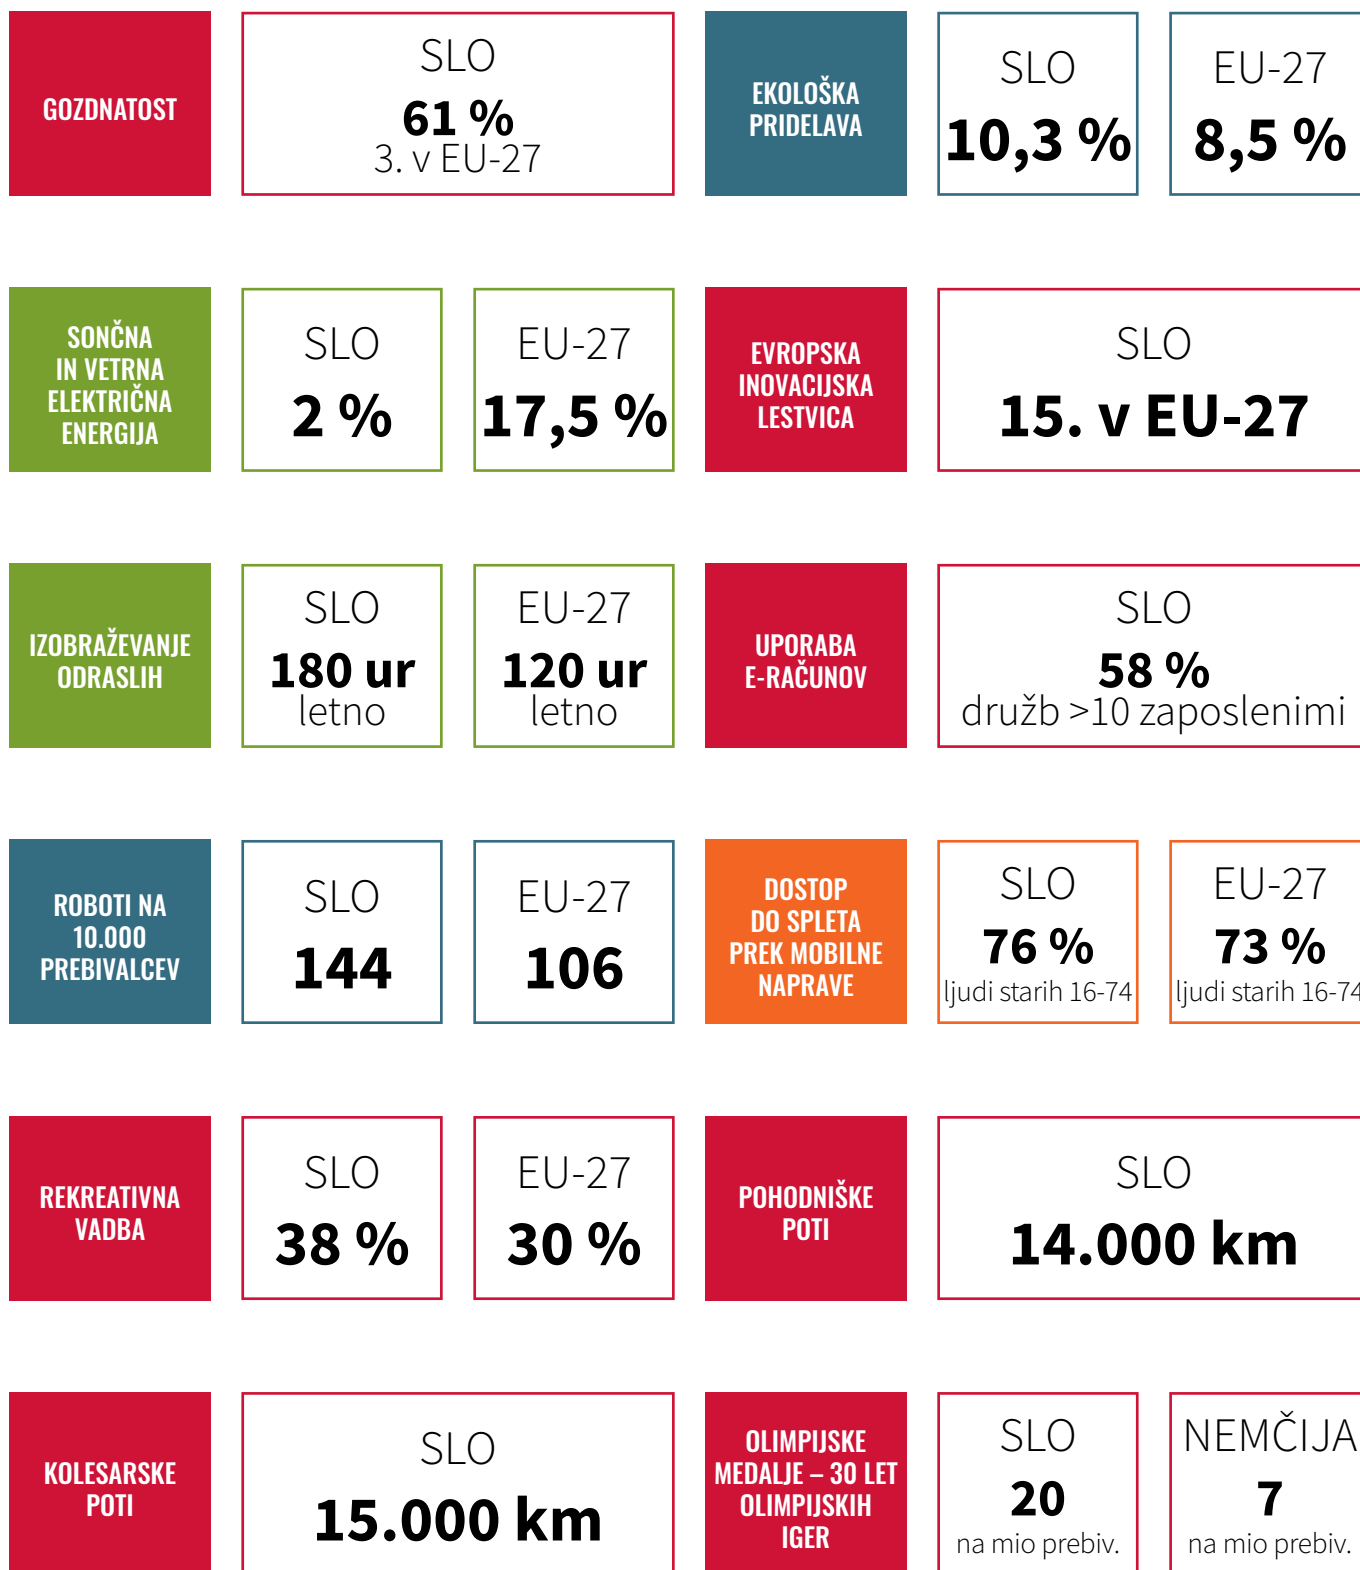 GOZDNATOST
SLO
61 %
3. v EU-27
EKOLOŠKA
PRIDELAVA
SLO
10,3 %
EU-27
8,5 %
SONČNA
IN VETRNA
ELEKTRIČNA
ENERGIJA
SLO
2 %
EU-27
17,5 %
EVROPSKA
INOVACIJSKA
LESTVICA
SLO
15. v EU-27
IZOBRAŽEVANJE
ODRASLIH
SLO
180 ur
letno
EU-27
120 ur
letno
UPORABA
E-RAČUNOV
SLO
58 %
družb >10 zaposlenimi
ROBOTI NA
10.000
PREBIVALCEV
SLO
144
EU-27
106
DOSTOP
DO SPLETA
PREK MOBILNE
NAPRAVE
SLO
76 %
ljudi starih 16-74
EU-27
73 %
ljudi starih 16-74
REKREATIVNA
VADBA
SLO
38 %
EU-27
30 %
POHODNIŠKE
POTI
SLO
14.000 km
KOLESARSKE
POTI
SLO
15.000 km
OLIMPIJSKE
MEDALJE – 30 LET
OLIMPIJSKIH
IGER
SLO
20
na mio prebiv.
NEMČIJA
7
na mio prebiv.